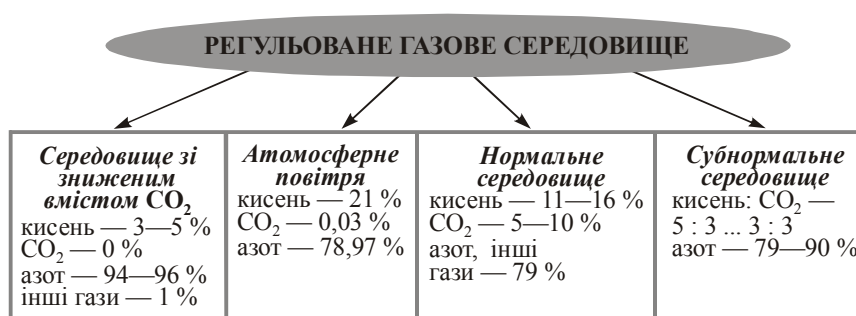 РЕГУЛЬОВАНЕ ГАЗОВЕ СЕРЕДОВИЩЕ
Середовище зі
зниженим
вмістом CO₂
кисень — 3—5 %
CO₂ — 0 %
азот — 94—96 %
інші гази — 1 %
Атомосферне
повітря
кисень — 21 %
CO₂ — 0,03 %
азот — 78,97 %
Нормальне
середовище
кисень — 11—16 %
CO₂ — 5—10 %
азот, інші
гази — 79 %
Субнормальне
середовище
кисень: CO₂ —
5 : 3 ... 3 : 3
азот — 79—90 %